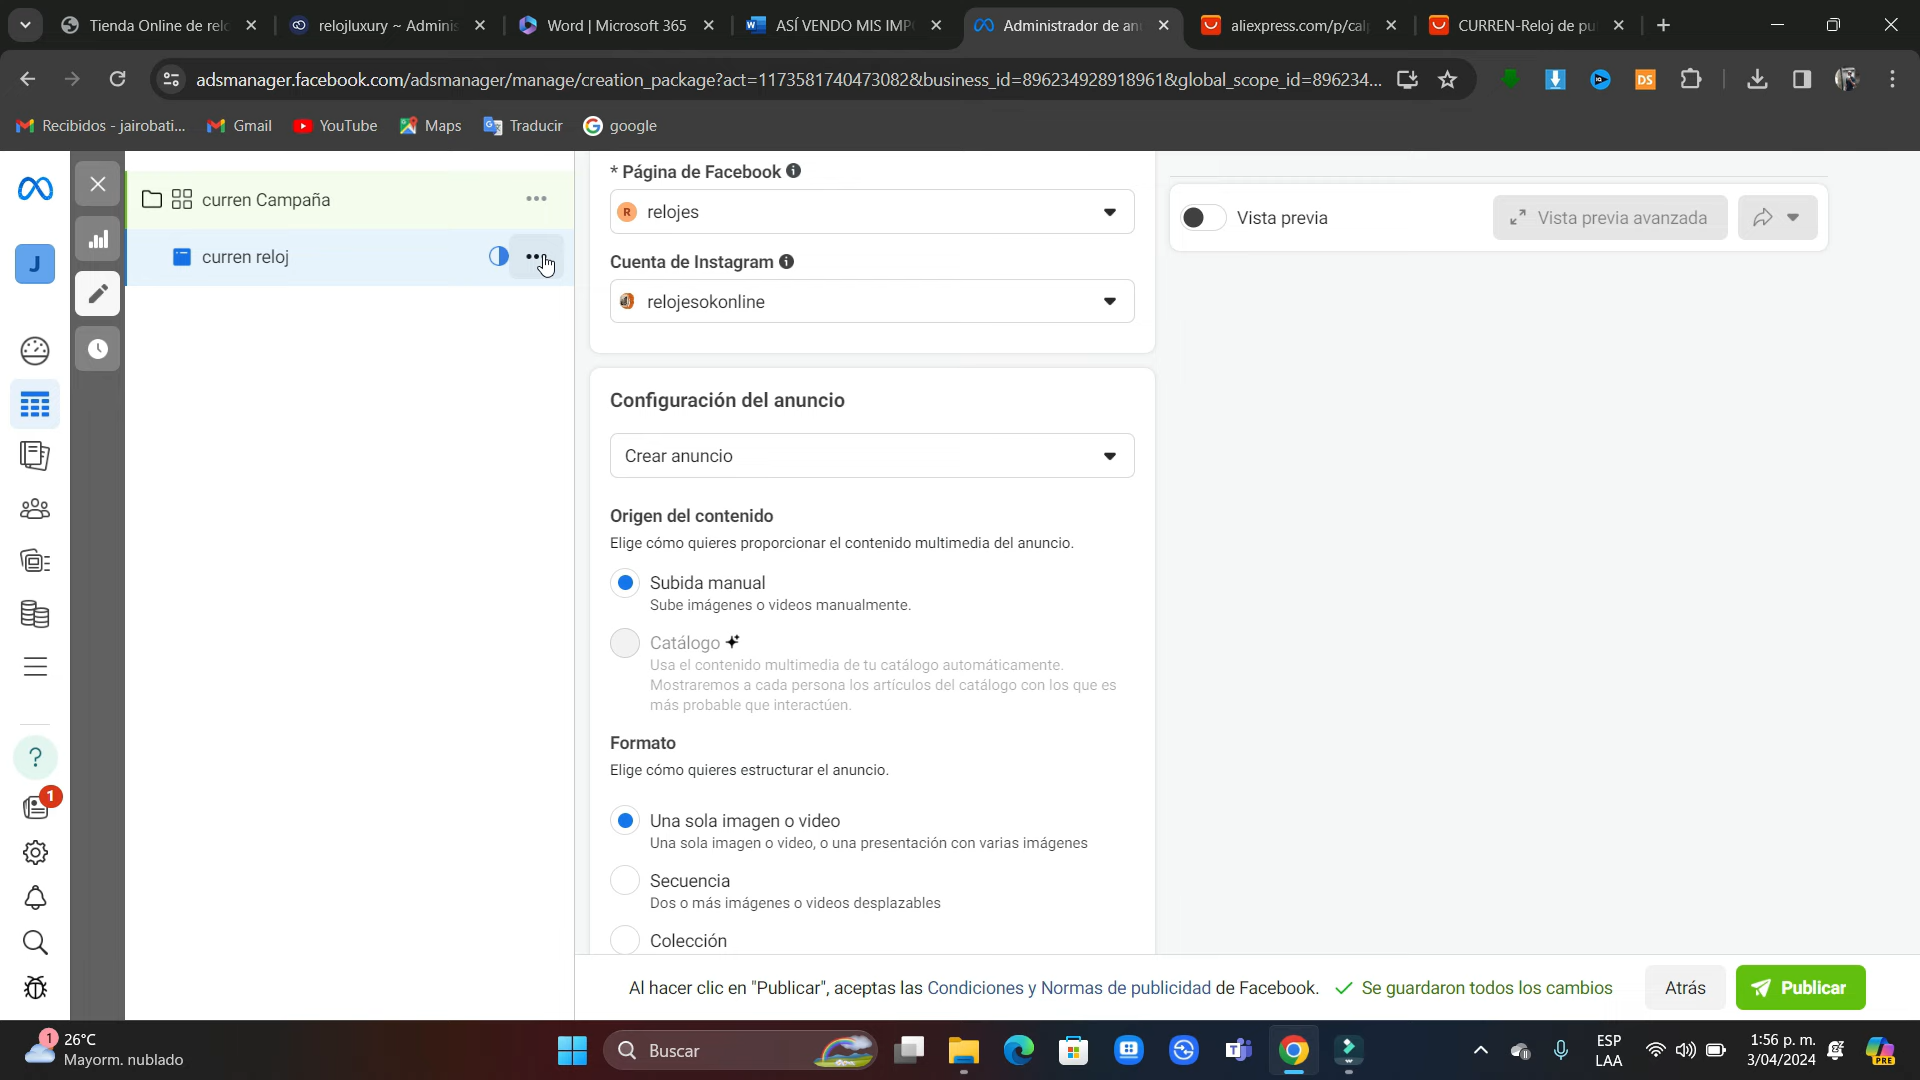 Tienda Online de relo
relojluxury ~ Adminis
Word | Microsoft 365
ASÍ VENDO MIS IMP
Administrador de an
aliexpress.com/p/cal
CURREN-Reloj de pu
adsmanager.facebook.com/adsmanager/manage/creation_package?act=1173581740473082&business_id=896234928918961&global_scope_id=896234...
DS
Recibidos - jairobati...
Gmail
YouTube
Maps
Traducir
google
curren Campaña
curren reloj
J
* Página de Facebook
R relojes
Cuenta de Instagram
relojesokonline
Vista previa
Vista previa avanzada
Configuración del anuncio
Crear anuncio
Origen del contenido
Elige cómo quieres proporcionar el contenido multimedia del anuncio.
Subida manual
Sube imágenes o videos manualmente.
Catálogo
Usa el contenido multimedia de tu catálogo automáticamente.
Mostraremos a cada persona los artículos del catálogo con los que es
más probable que interactúen.
Formato
Elige cómo quieres estructurar el anuncio.
Una sola imagen o video
Una sola imagen o video, o una presentación con varias imágenes
Secuencia
Dos o más imágenes o videos desplazables
Colección
?
1
Al hacer clic en "Publicar", aceptas las Condiciones y Normas de publicidad de Facebook.
Se guardaron todos los cambios
Atrás
Publicar
1
26°C
Mayorm. nublado
Buscar
ESP
LAA
1:56 p. m.
3/04/2024
PRE